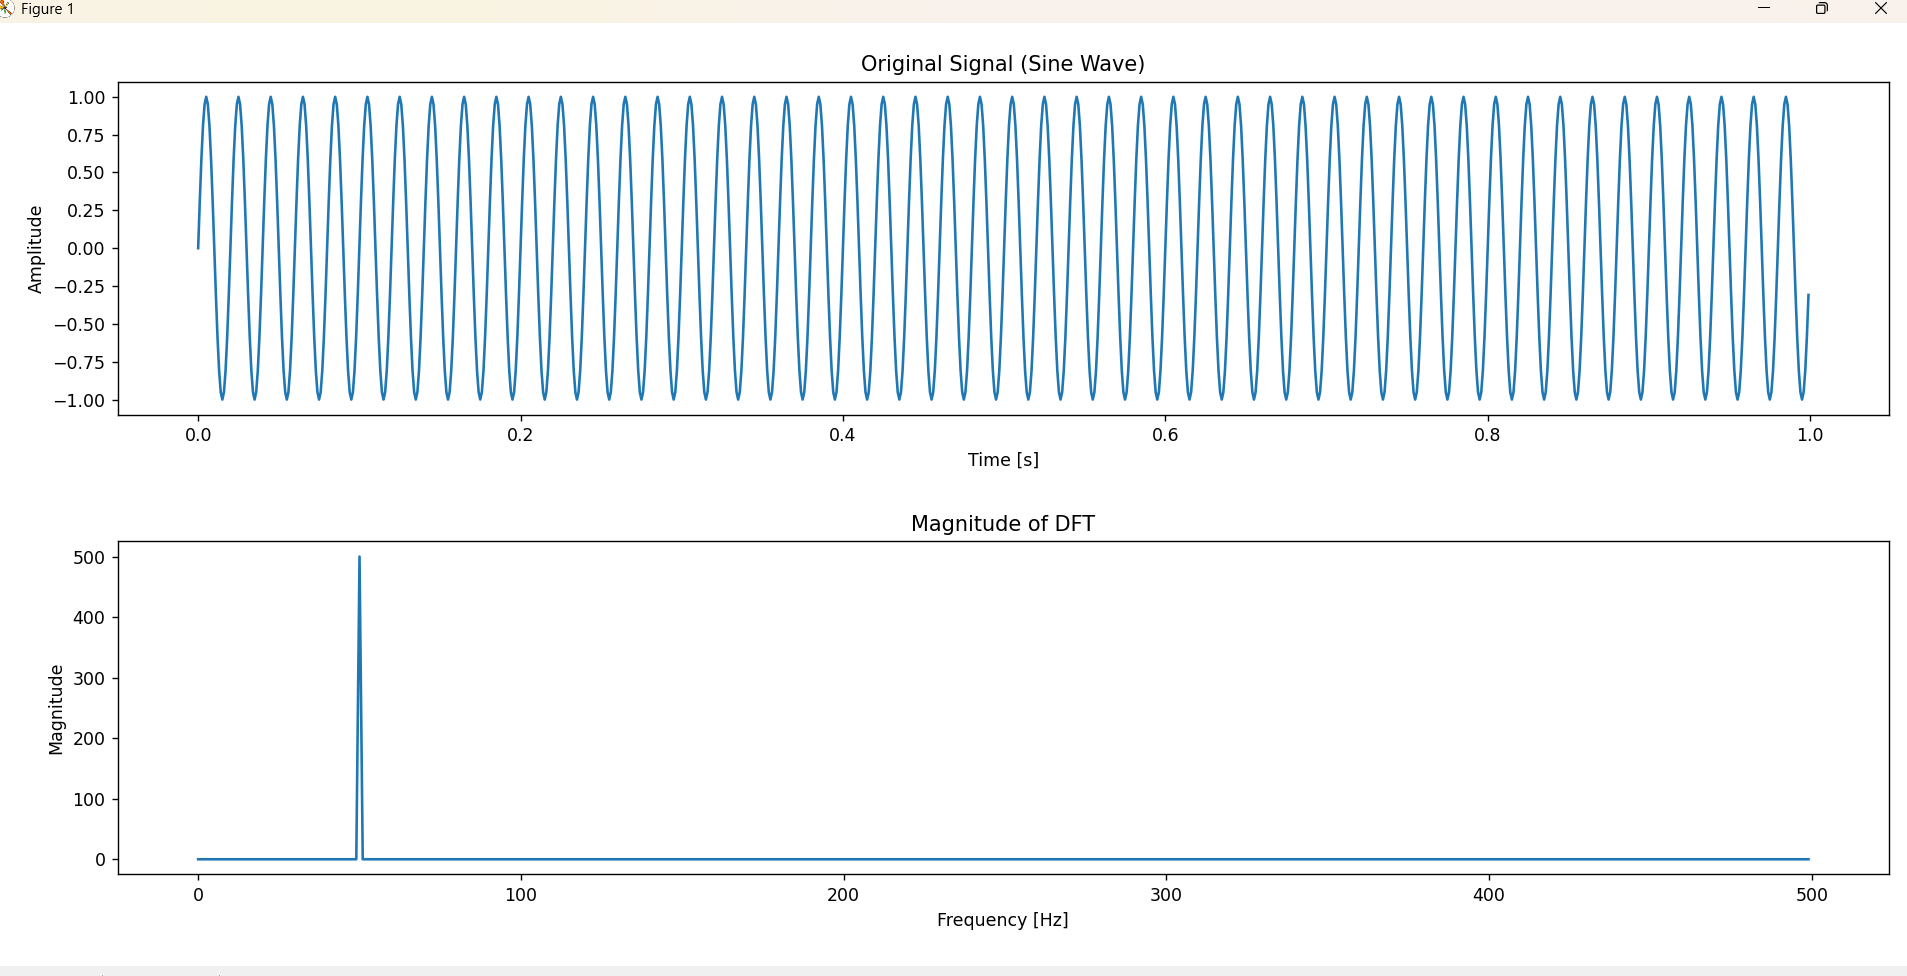 Figure 1
Original Signal (Sine Wave)
1.00
0.75
0.50
0.25
0.00
−0.25
−0.50
−0.75
−1.00
Amplitude
0.0 0.2 0.4 0.6 0.8 1.0
Time [s]
Magnitude of DFT
500
400
300
200
100
0
Magnitude
0 100 200 300 400 500
Frequency [Hz]